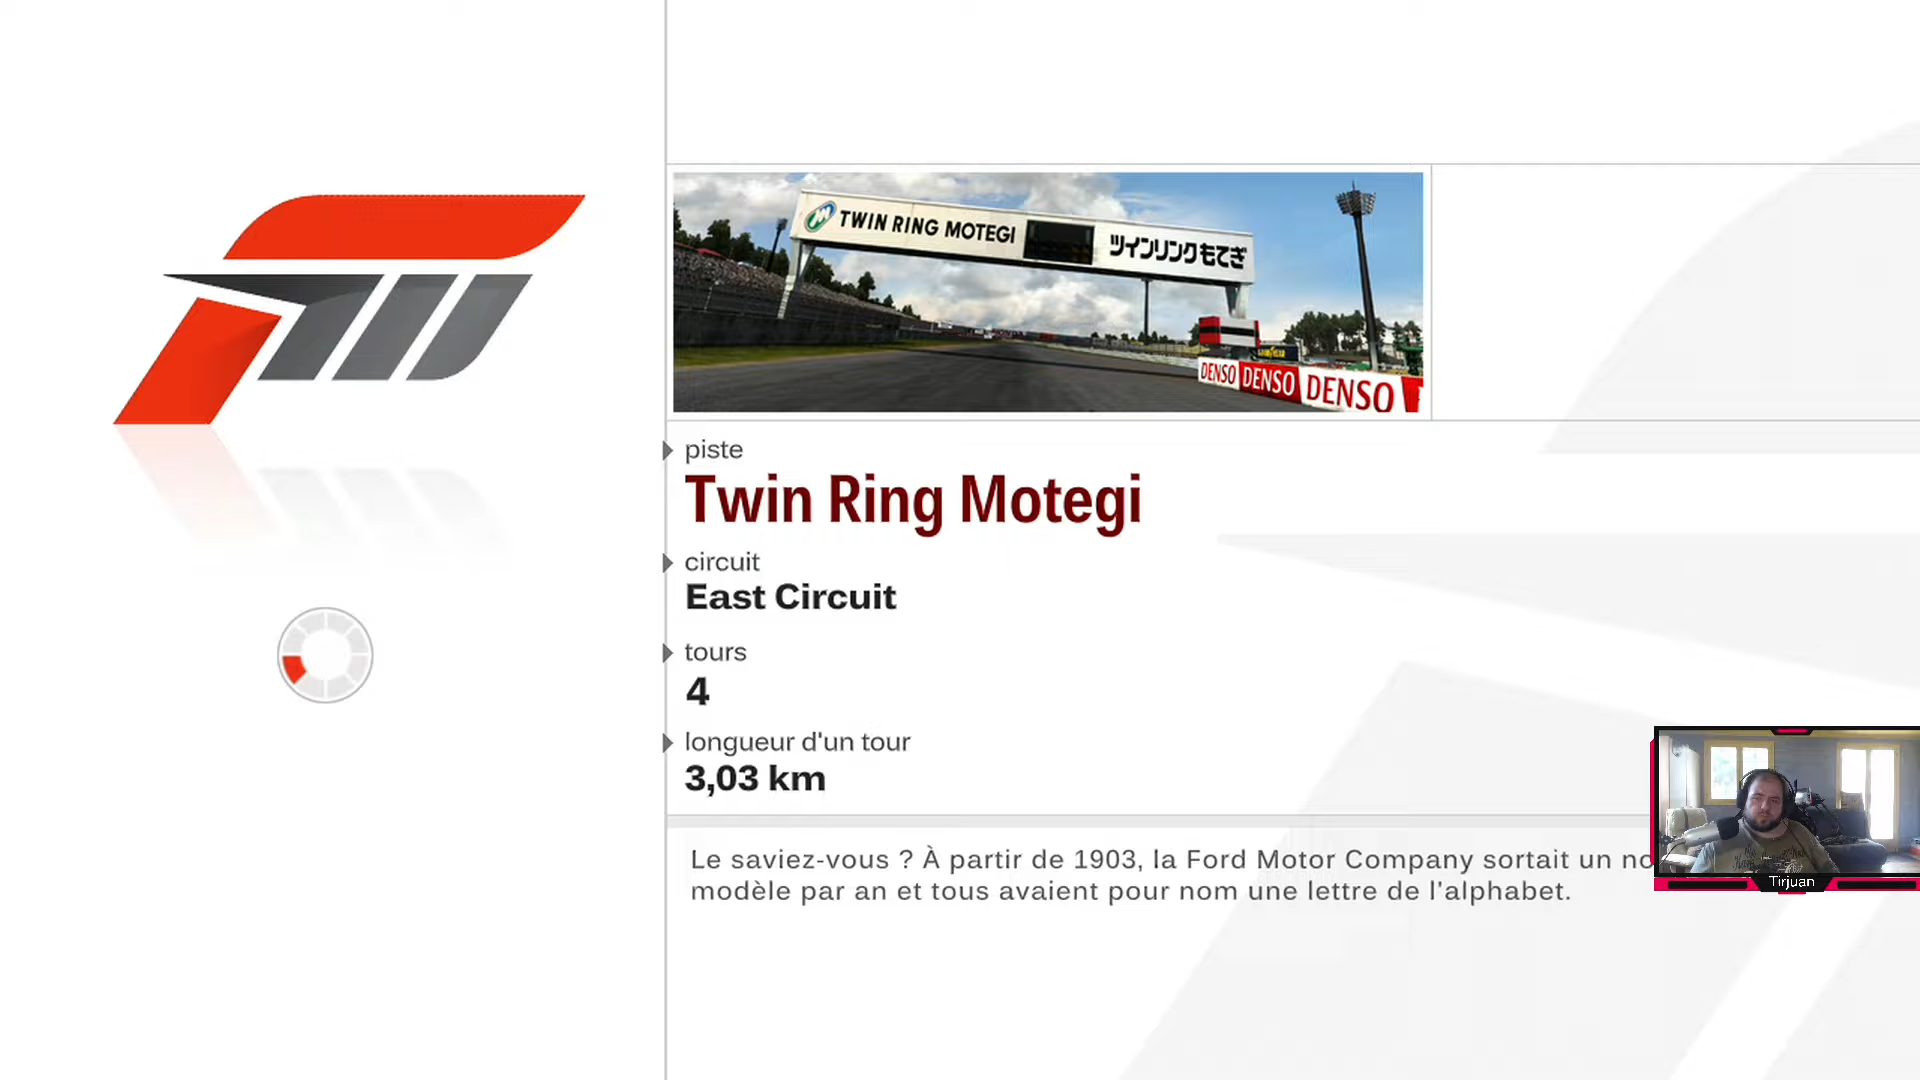 TWIN RING MOTEGI ツインリンクもてぎ
DENSO DENSO DENSO
piste
Twin Ring Motegi
circuit
East Circuit
tours
4
longueur d'un tour
3,03 km
Le saviez-vous ? À partir de 1903, la Ford Motor Company sortait un no
modèle par an et tous avaient pour nom une lettre de l'alphabet.
Tirjuan